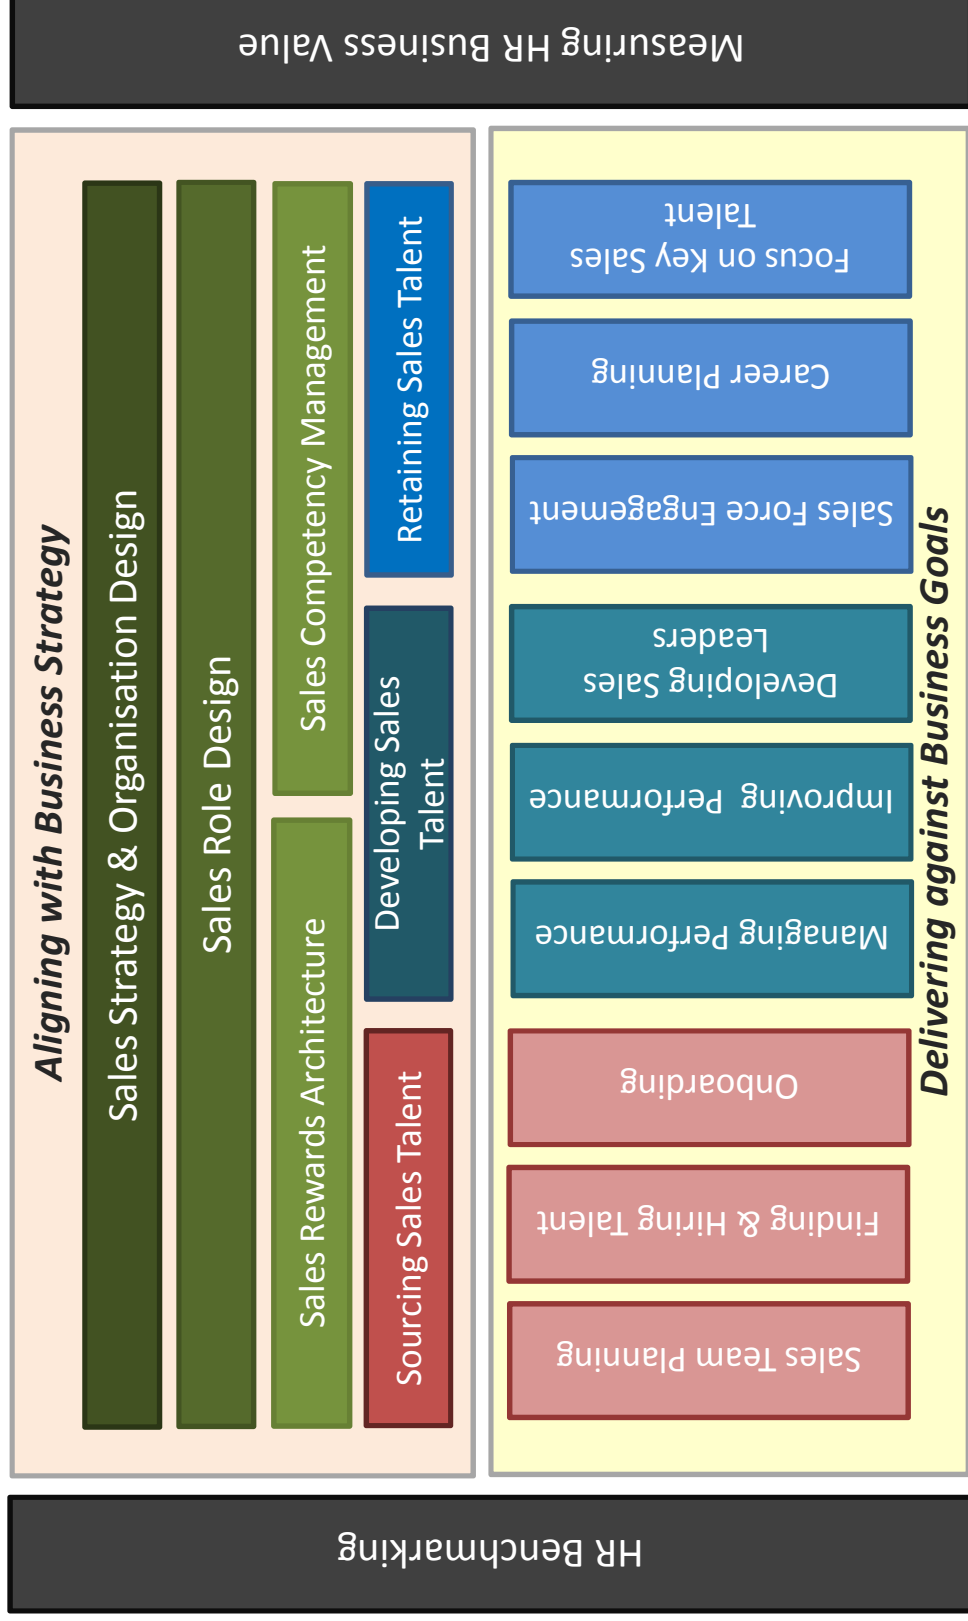 HR Benchmarking
Aligning with Business Strategy
Sales Strategy & Organisation Design
Sales Role Design
Sales Rewards Architecture
Sales Competency Management
Sourcing Sales Talent
Developing Sales
Talent
Retaining Sales Talent
Sales Team Planning
Finding & Hiring Talent
Onboarding
Managing Performance
Improving  Performance
Developing Sales
Leaders
Sales Force Engagement
Career Planning
Focus on Key Sales
Talent
Delivering against Business Goals
Measuring HR Business Value